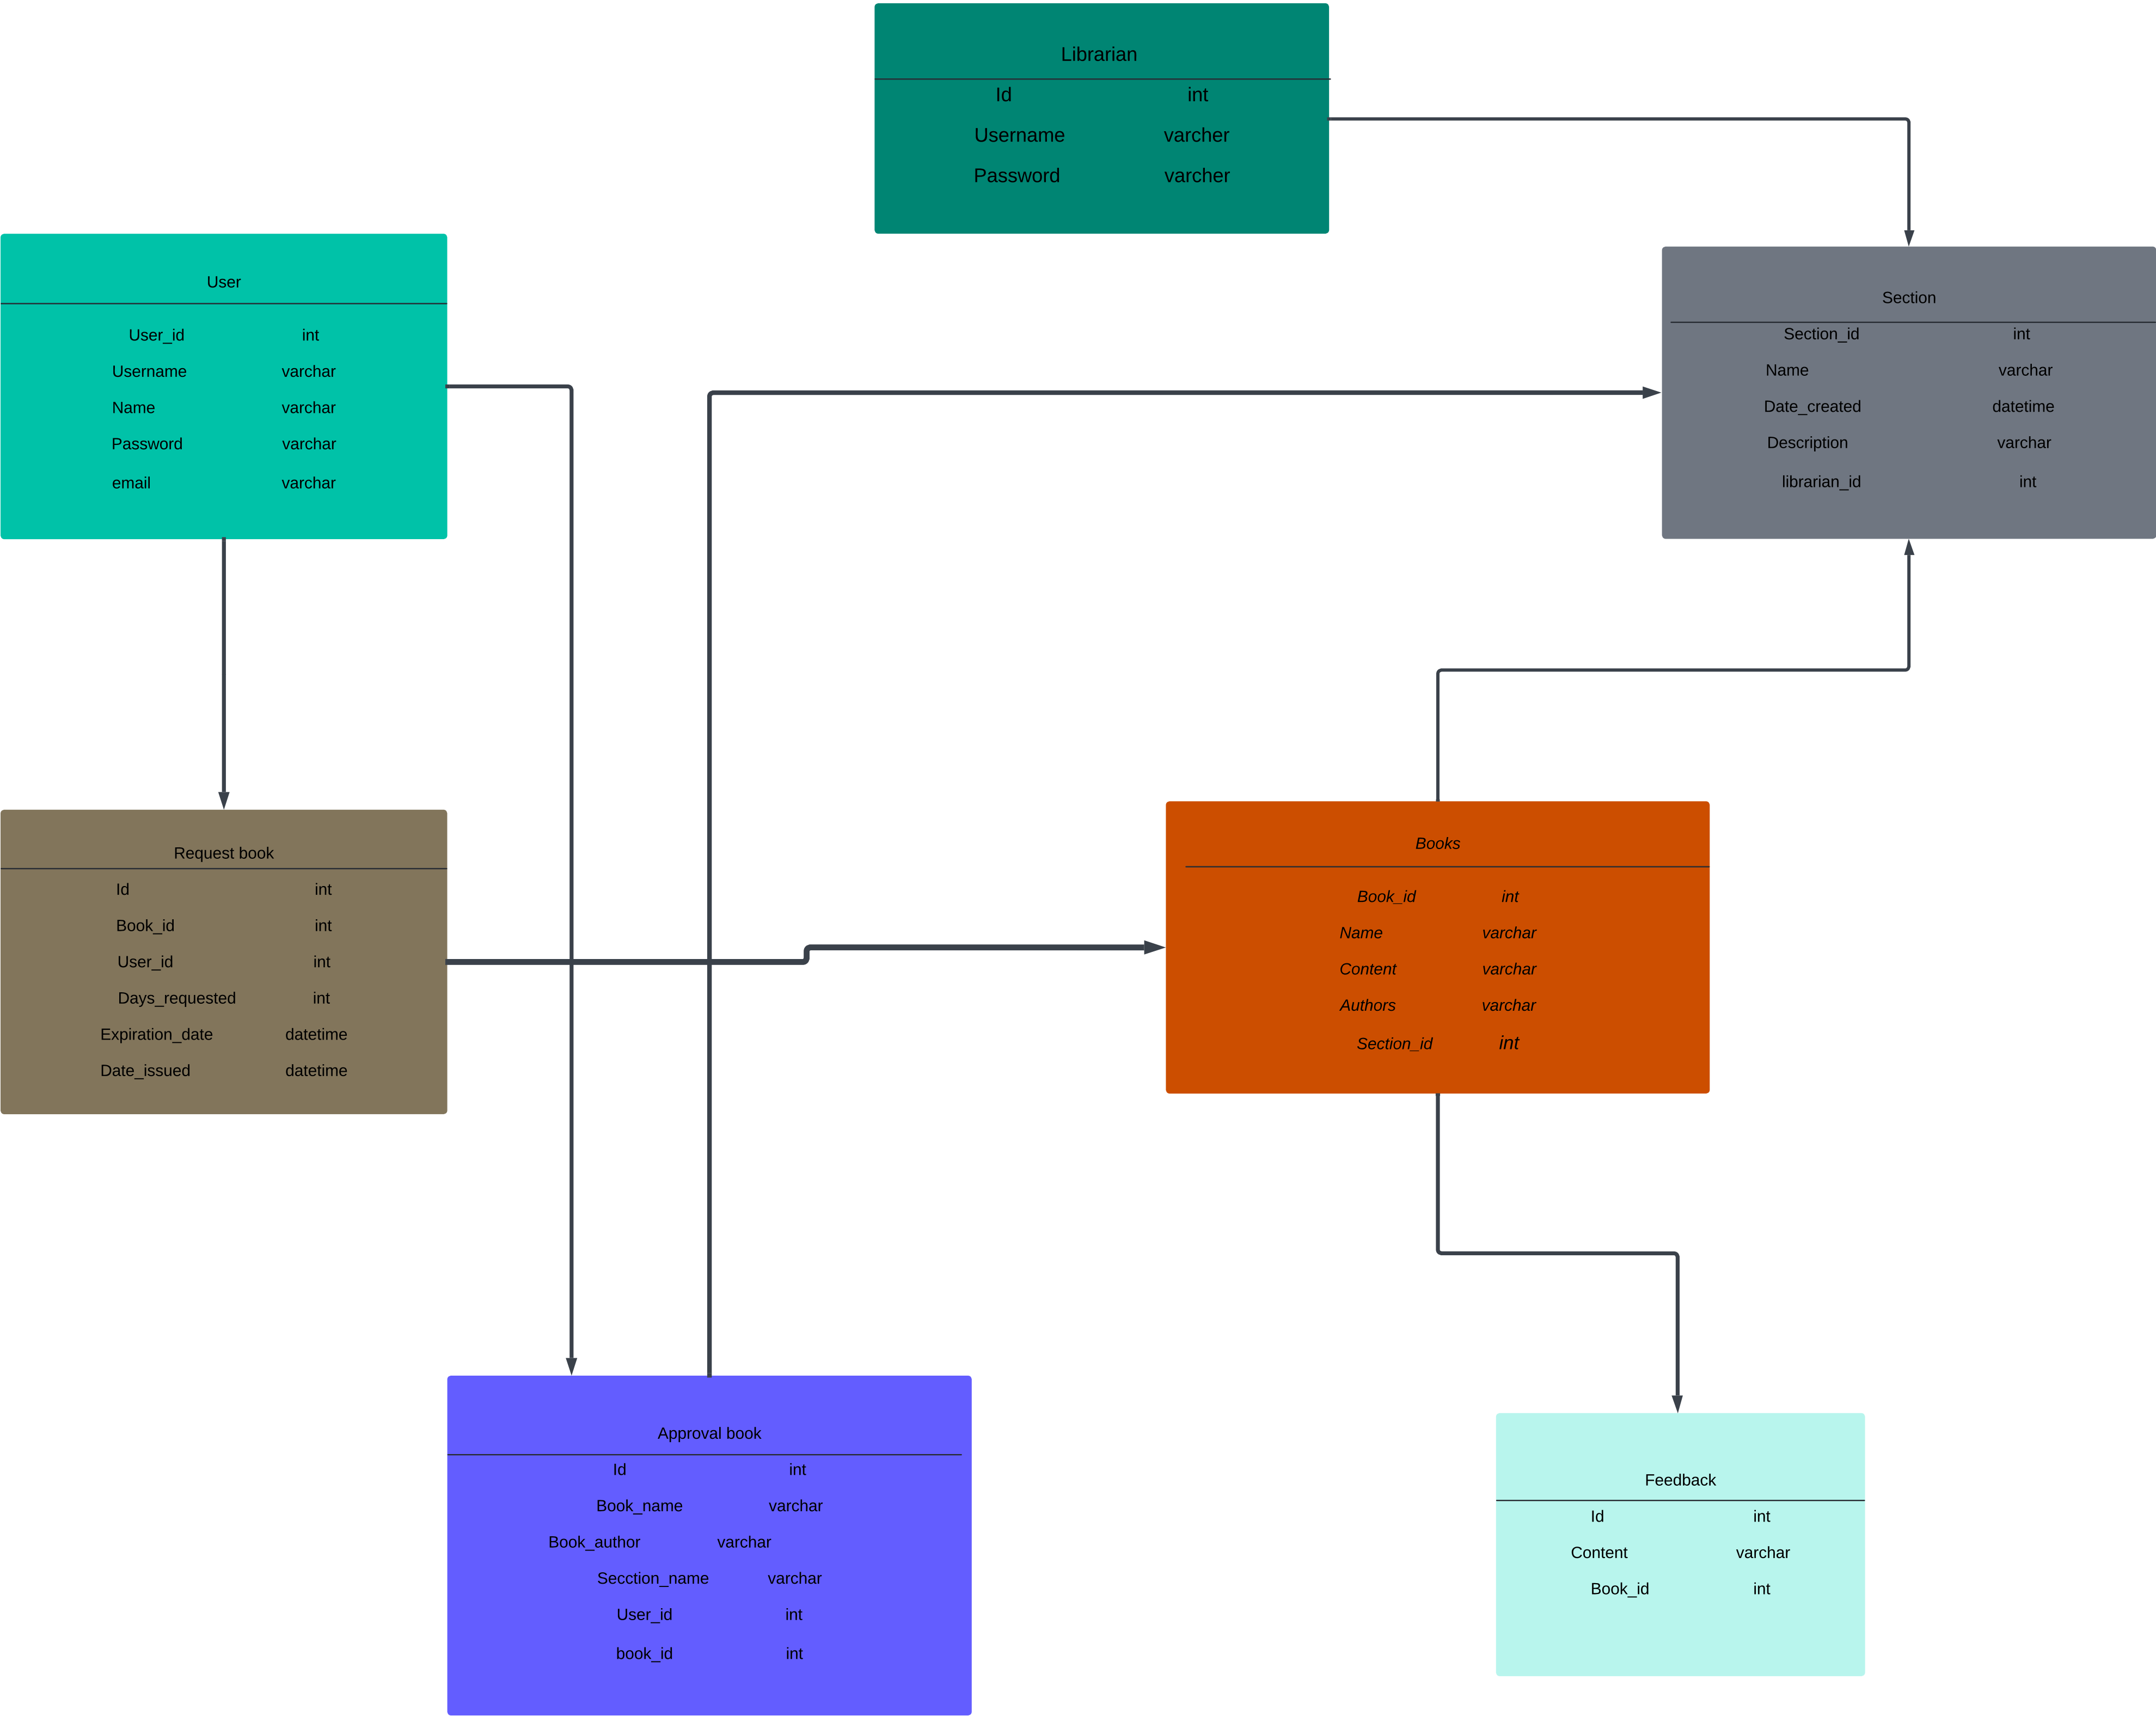 Librarian
Id int
Username varcher
Password varcher
User
User_id int
Username varchar
Name varchar
Password varchar
email varchar
Section
Section_id int
Name varchar
Date_created datetime
Description varchar
librarian_id int
Request book
Id int
Book_id int
User_id int
Days_requested int
Expiration_date datetime
Date_issued datetime
Books
Book_id int
Name varchar
Content varchar
Authors varchar
Section_id int
Approval book
Id int
Book_name varchar
Book_author varchar
Secction_name varchar
User_id int
book_id int
Feedback
Id int
Content varchar
Book_id int